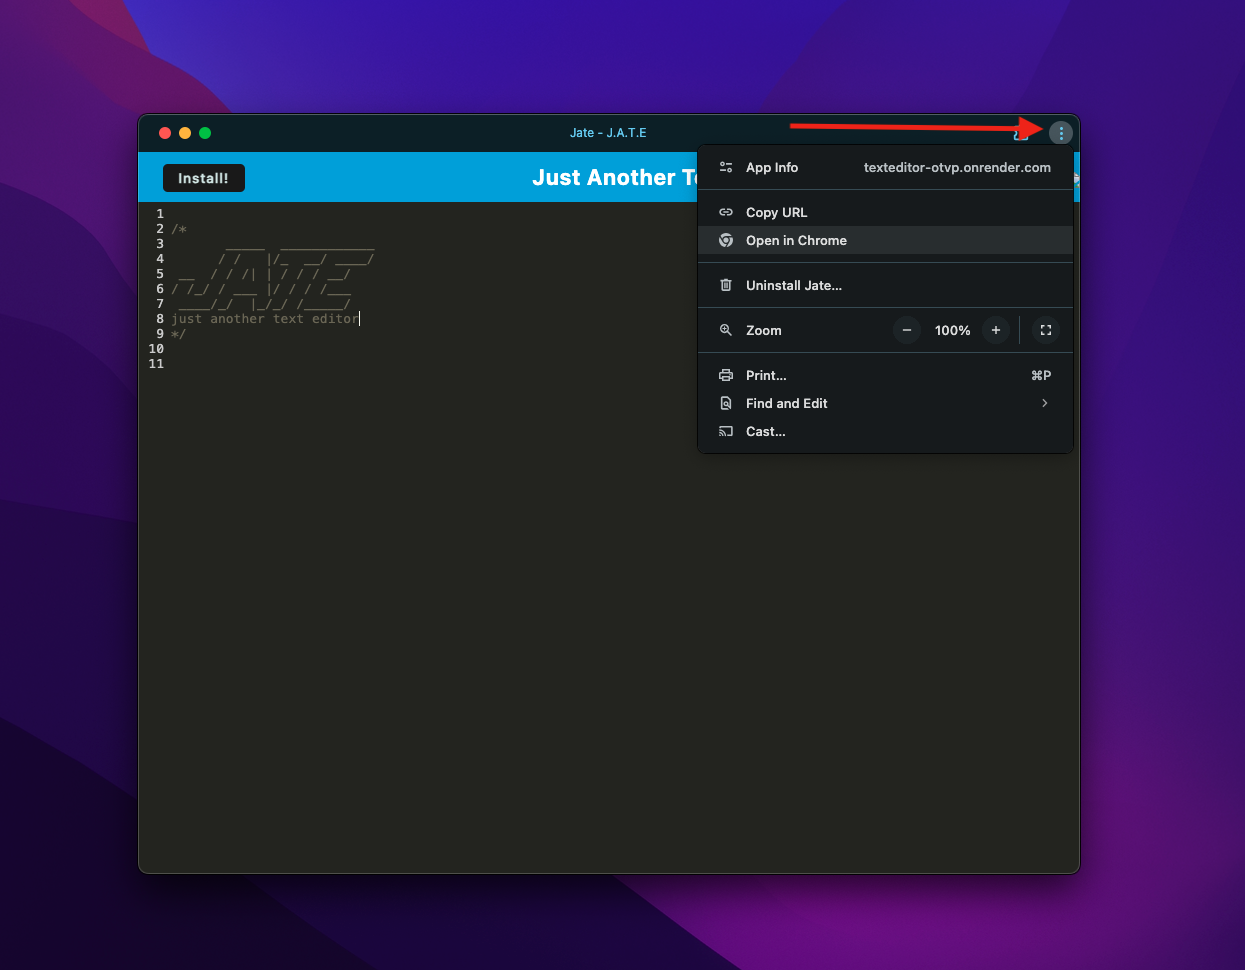 Jate - J.A.T.E
Install!
Just Another Te
App Info texteditor-otvp.onrender.com
Copy URL
Open in Chrome
Uninstall Jate...
Zoom − 100% +
Print... ⌘P
Find and Edit
Cast...
1
2 /*
3        _____  ____________
4       / /   |/_  __/ ____/
5  __  / / /| | / / / __/
6 / /_/ / ___ |/ / / /___
7  ____/_/  |_/_/ /_____/
8 just another text editor
9 */
10
11